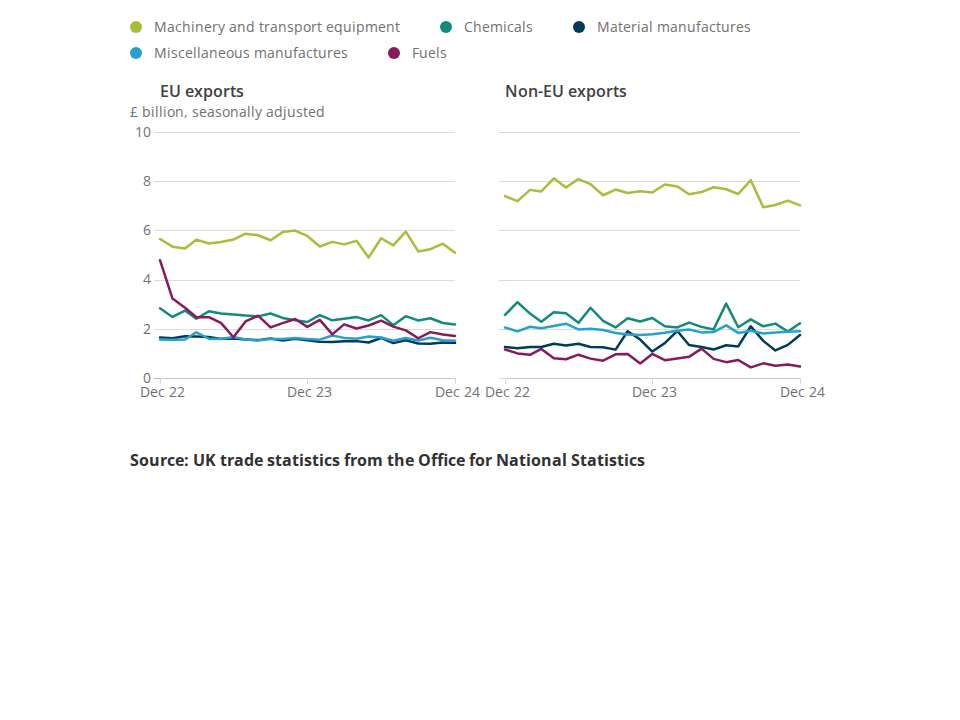 Machinery and transport equipment Chemicals Material manufactures
Miscellaneous manufactures Fuels
EU exports Non-EU exports
£ billion, seasonally adjusted
10
8
6
4
2
0
Dec 22 Dec 23 Dec 24 Dec 22 Dec 23 Dec 24
Source: UK trade statistics from the Office for National Statistics